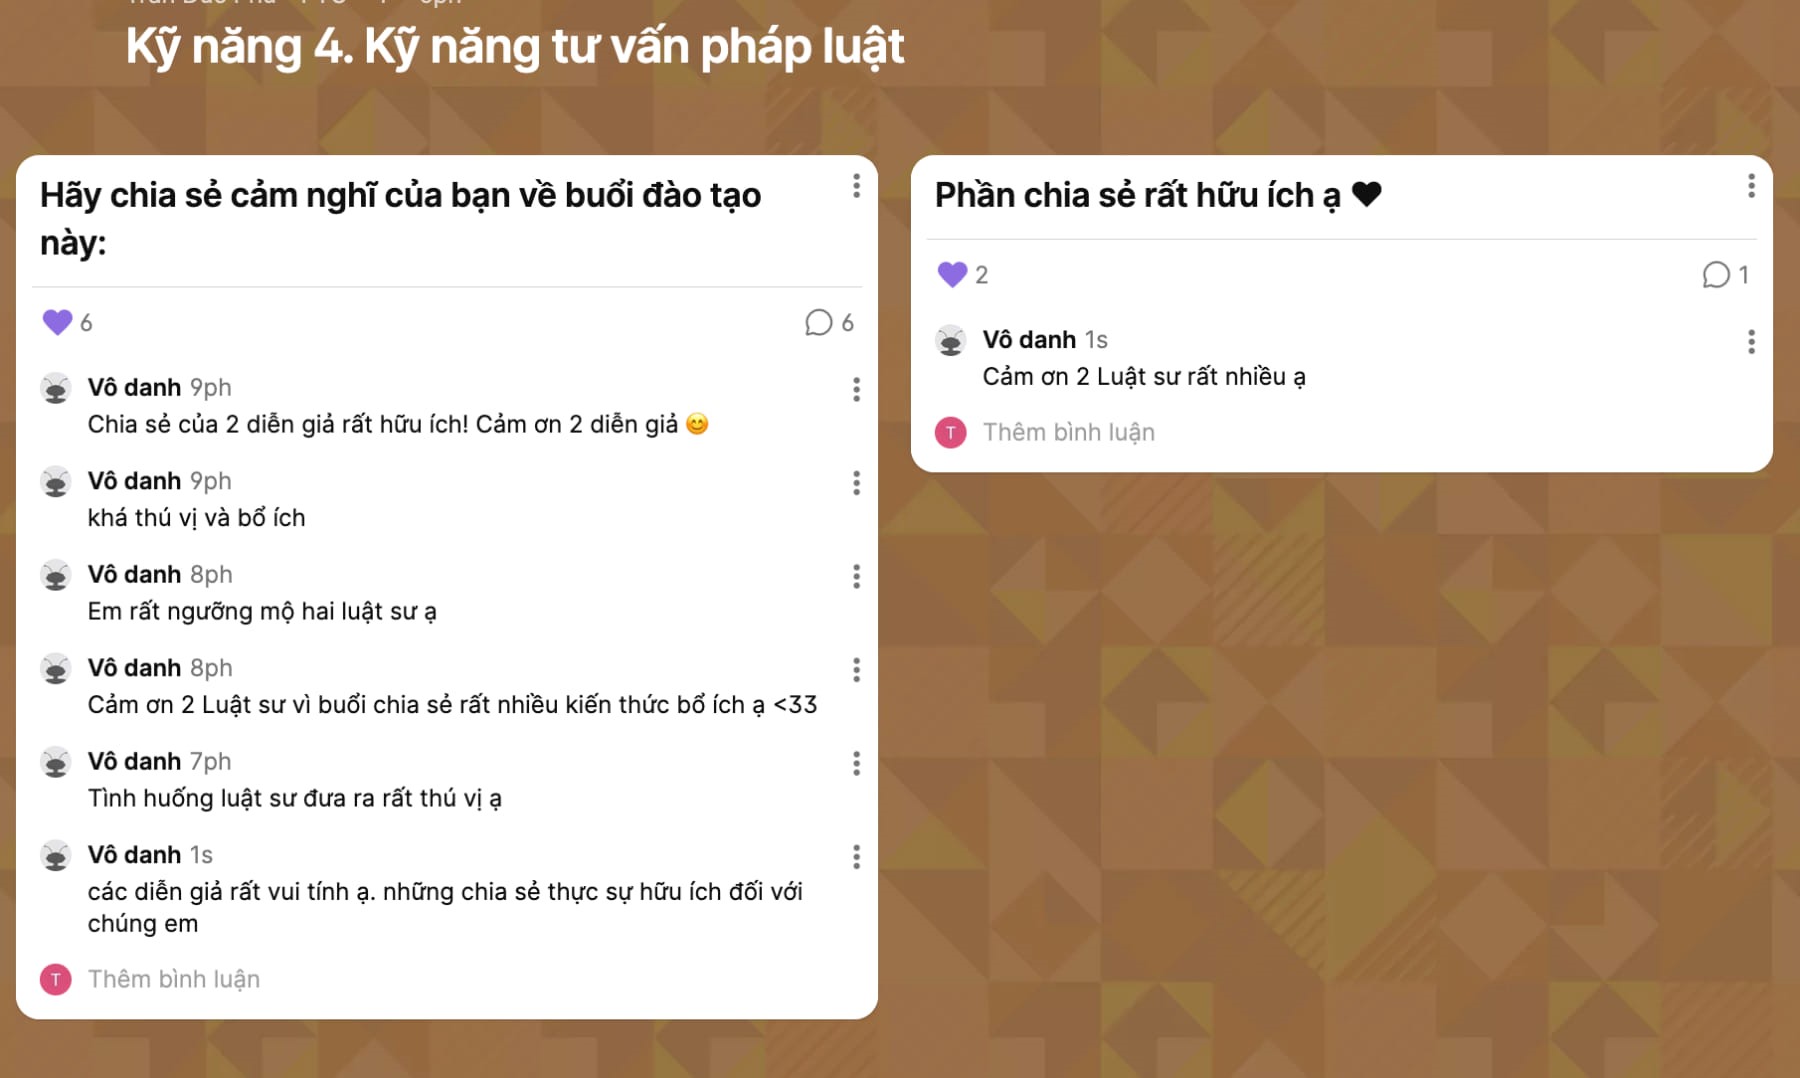 Kỹ năng 4. Kỹ năng tư vấn pháp luật
Hãy chia sẻ cảm nghĩ của bạn về buổi đào tạo
này:
6
6
Vô danh 9ph
Chia sẻ của 2 diễn giả rất hữu ích! Cảm ơn 2 diễn giả 😊
Vô danh 9ph
khá thú vị và bổ ích
Vô danh 8ph
Em rất ngưỡng mộ hai luật sư ạ
Vô danh 8ph
Cảm ơn 2 Luật sư vì buổi chia sẻ rất nhiều kiến thức bổ ích ạ <33
Vô danh 7ph
Tình huống luật sư đưa ra rất thú vị ạ
Vô danh 1s
các diễn giả rất vui tính ạ. những chia sẻ thực sự hữu ích đối với
chúng em
T Thêm bình luận
Phần chia sẻ rất hữu ích ạ ♥
2
1
Vô danh 1s
Cảm ơn 2 Luật sư rất nhiều ạ
T Thêm bình luận